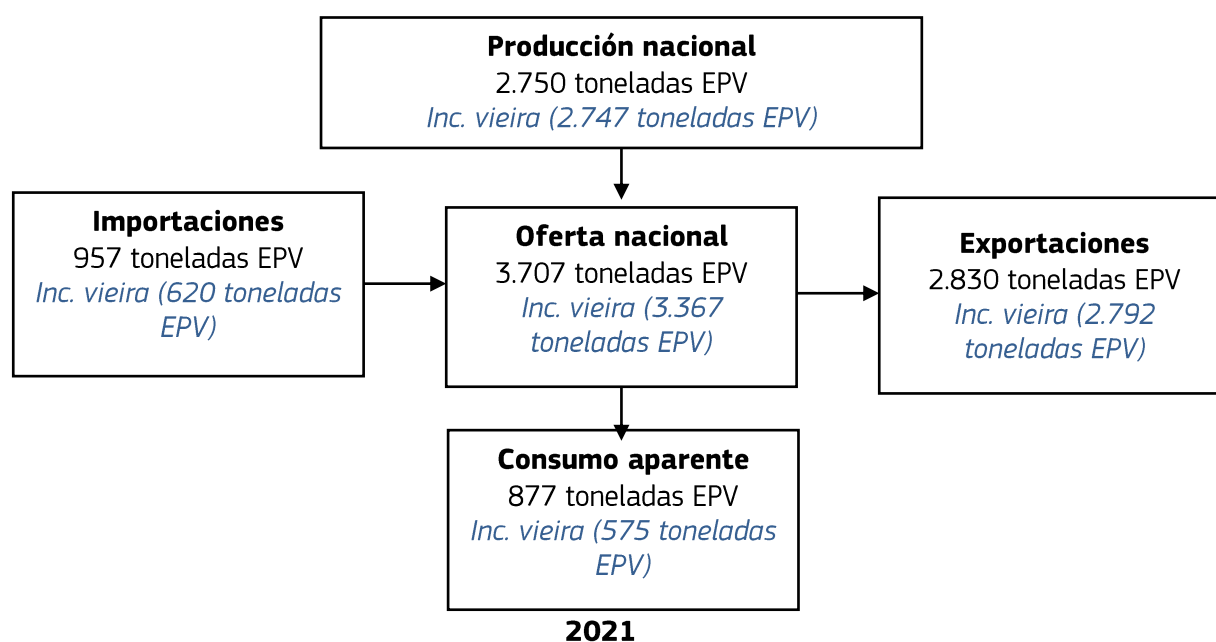 Producción nacional
2.750 toneladas EPV
Inc. vieira (2.747 toneladas EPV)
Importaciones
957 toneladas EPV
Inc. vieira (620 toneladas
EPV)
Oferta nacional
3.707 toneladas EPV
Inc. vieira (3.367
toneladas EPV)
Exportaciones
2.830 toneladas EPV
Inc. vieira (2.792
toneladas EPV)
Consumo aparente
877 toneladas EPV
Inc. vieira (575 toneladas
EPV)
2021